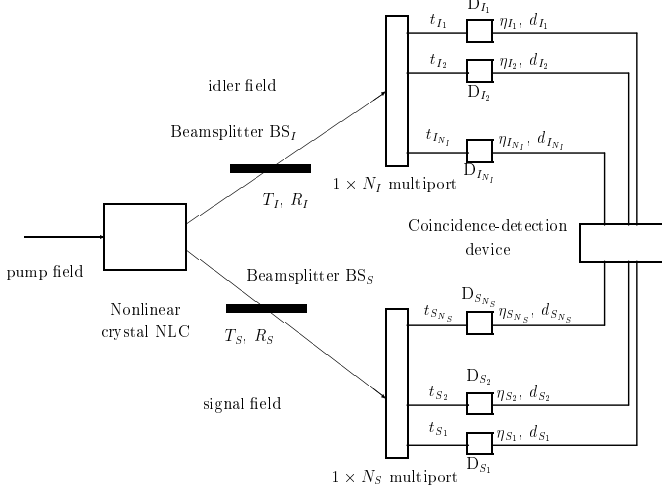 D_{I_1}
t_{I_1}
η_{I_1}, d_{I_1}
t_{I_2}
η_{I_2}, d_{I_2}
D_{I_2}
idler field
Beamsplitter BS_I
t_{I_{N_I}}
η_{I_{N_I}}, d_{I_{N_I}}
D_{I_{N_I}}
1 × N_I multiport
T_I, R_I
Coincidence-detection
device
pump field
Beamsplitter BS_S
Nonlinear
crystal NLC
T_S, R_S
D_{S_{N_S}}
t_{S_{N_S}}
η_{S_{N_S}}, d_{S_{N_S}}
D_{S_2}
t_{S_2}
η_{S_2}, d_{S_2}
signal field
t_{S_1}
η_{S_1}, d_{S_1}
D_{S_1}
1 × N_S multiport